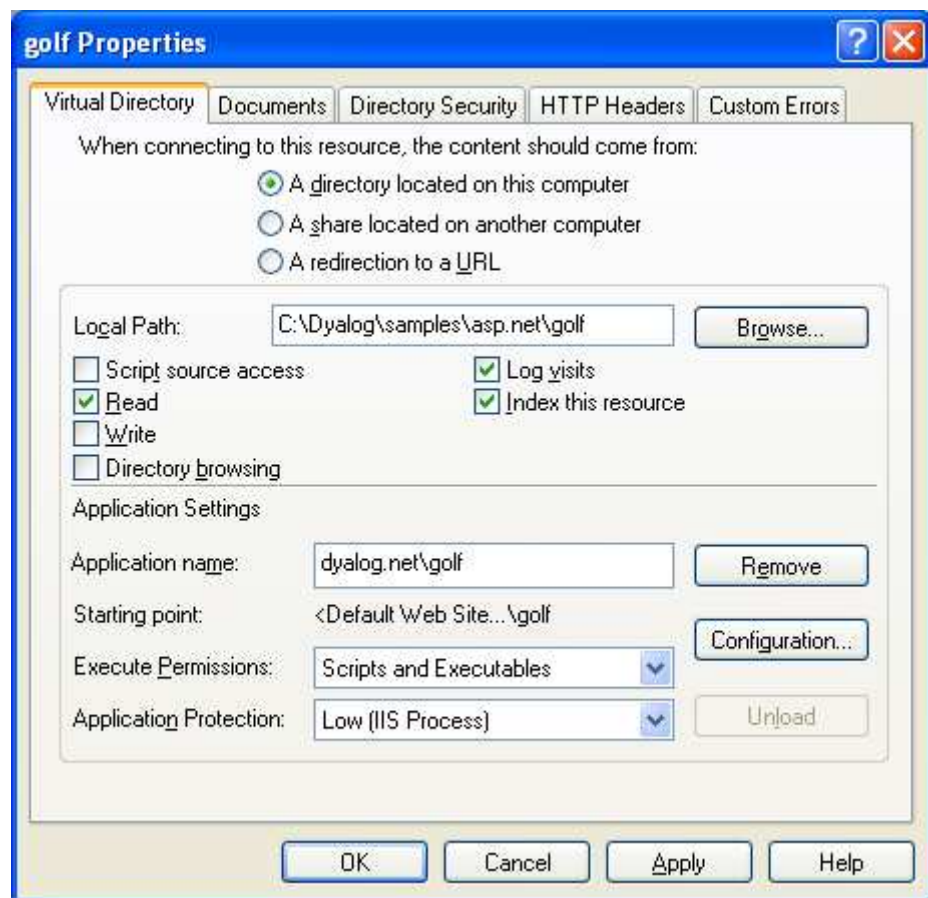 golf Properties
Virtual Directory Documents Directory Security HTTP Headers Custom Errors
When connecting to this resource, the content should come from:
A directory located on this computer
A share located on another computer
A redirection to a URL
Local Path: C:\Dyalog\samples\asp.net\golf Browse...
Script source access Log visits
Read Index this resource
Write
Directory browsing
Application Settings
Application name: dyalog.net\golf Remove
Starting point: <Default Web Site...\golf
Configuration...
Execute Permissions: Scripts and Executables
Application Protection: Low (IIS Process) Unload
OK Cancel Apply Help